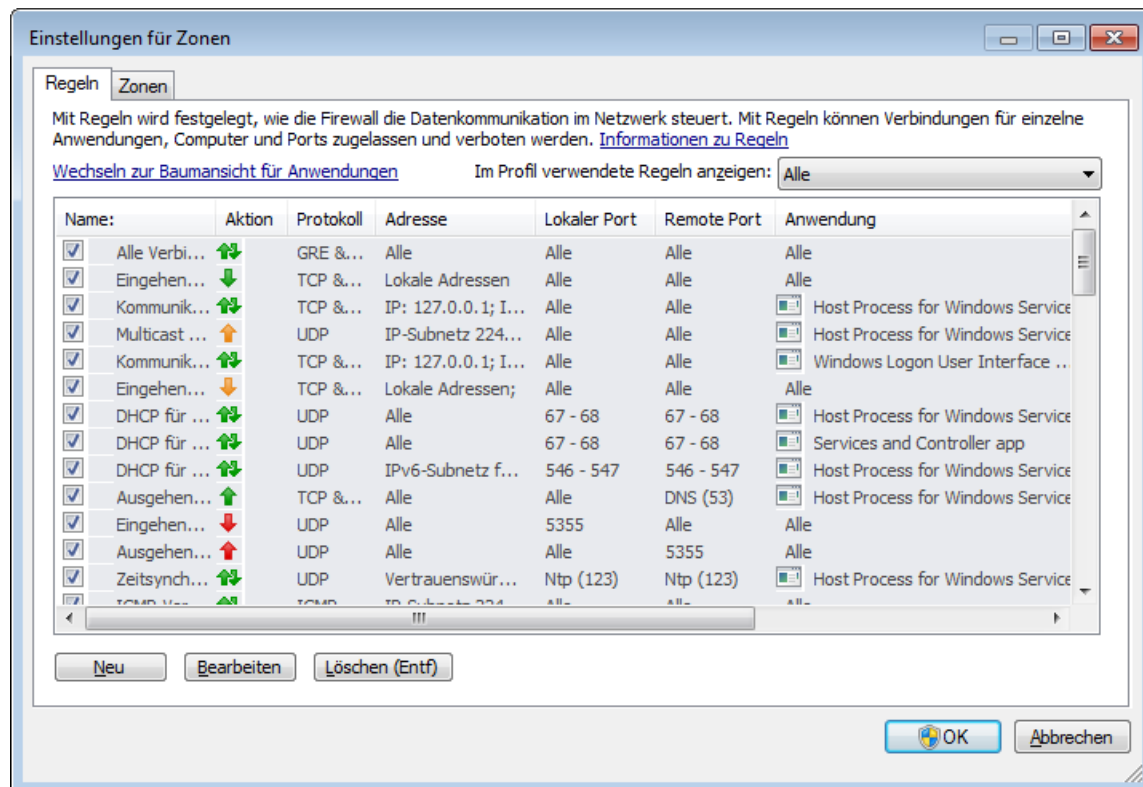 Einstellungen für Zonen
Regeln Zonen
Mit Regeln wird festgelegt, wie die Firewall die Datenkommunikation im Netzwerk steuert. Mit Regeln können Verbindungen für einzelne
Anwendungen, Computer und Ports zugelassen und verboten werden. Informationen zu Regeln
Wechseln zur Baumansicht für Anwendungen Im Profil verwendete Regeln anzeigen: Alle
Name: Aktion Protokoll Adresse Lokaler Port Remote Port Anwendung
Alle Verbi... GRE &... Alle Alle Alle Alle
Eingehen... TCP &... Lokale Adressen Alle Alle Alle
Kommunik... TCP &... IP: 127.0.0.1; I... Alle Alle Host Process for Windows Service
Multicast ... UDP IP-Subnetz 224... Alle Alle Host Process for Windows Service
Kommunik... TCP &... IP: 127.0.0.1; I... Alle Alle Windows Logon User Interface ...
Eingehen... TCP &... Lokale Adressen; Alle Alle Alle
DHCP für ... UDP Alle 67 - 68 67 - 68 Host Process for Windows Service
DHCP für ... UDP Alle 67 - 68 67 - 68 Services and Controller app
DHCP für ... UDP IPv6-Subnetz f... 546 - 547 546 - 547 Host Process for Windows Service
Ausgehen... TCP &... Alle Alle DNS (53) Host Process for Windows Service
Eingehen... UDP Alle 5355 Alle Alle
Ausgehen... UDP Alle Alle 5355 Alle
Zeitsynch... UDP Vertrauenswür... Ntp (123) Ntp (123) Host Process for Windows Service
Neu Bearbeiten Löschen (Entf)
OK Abbrechen